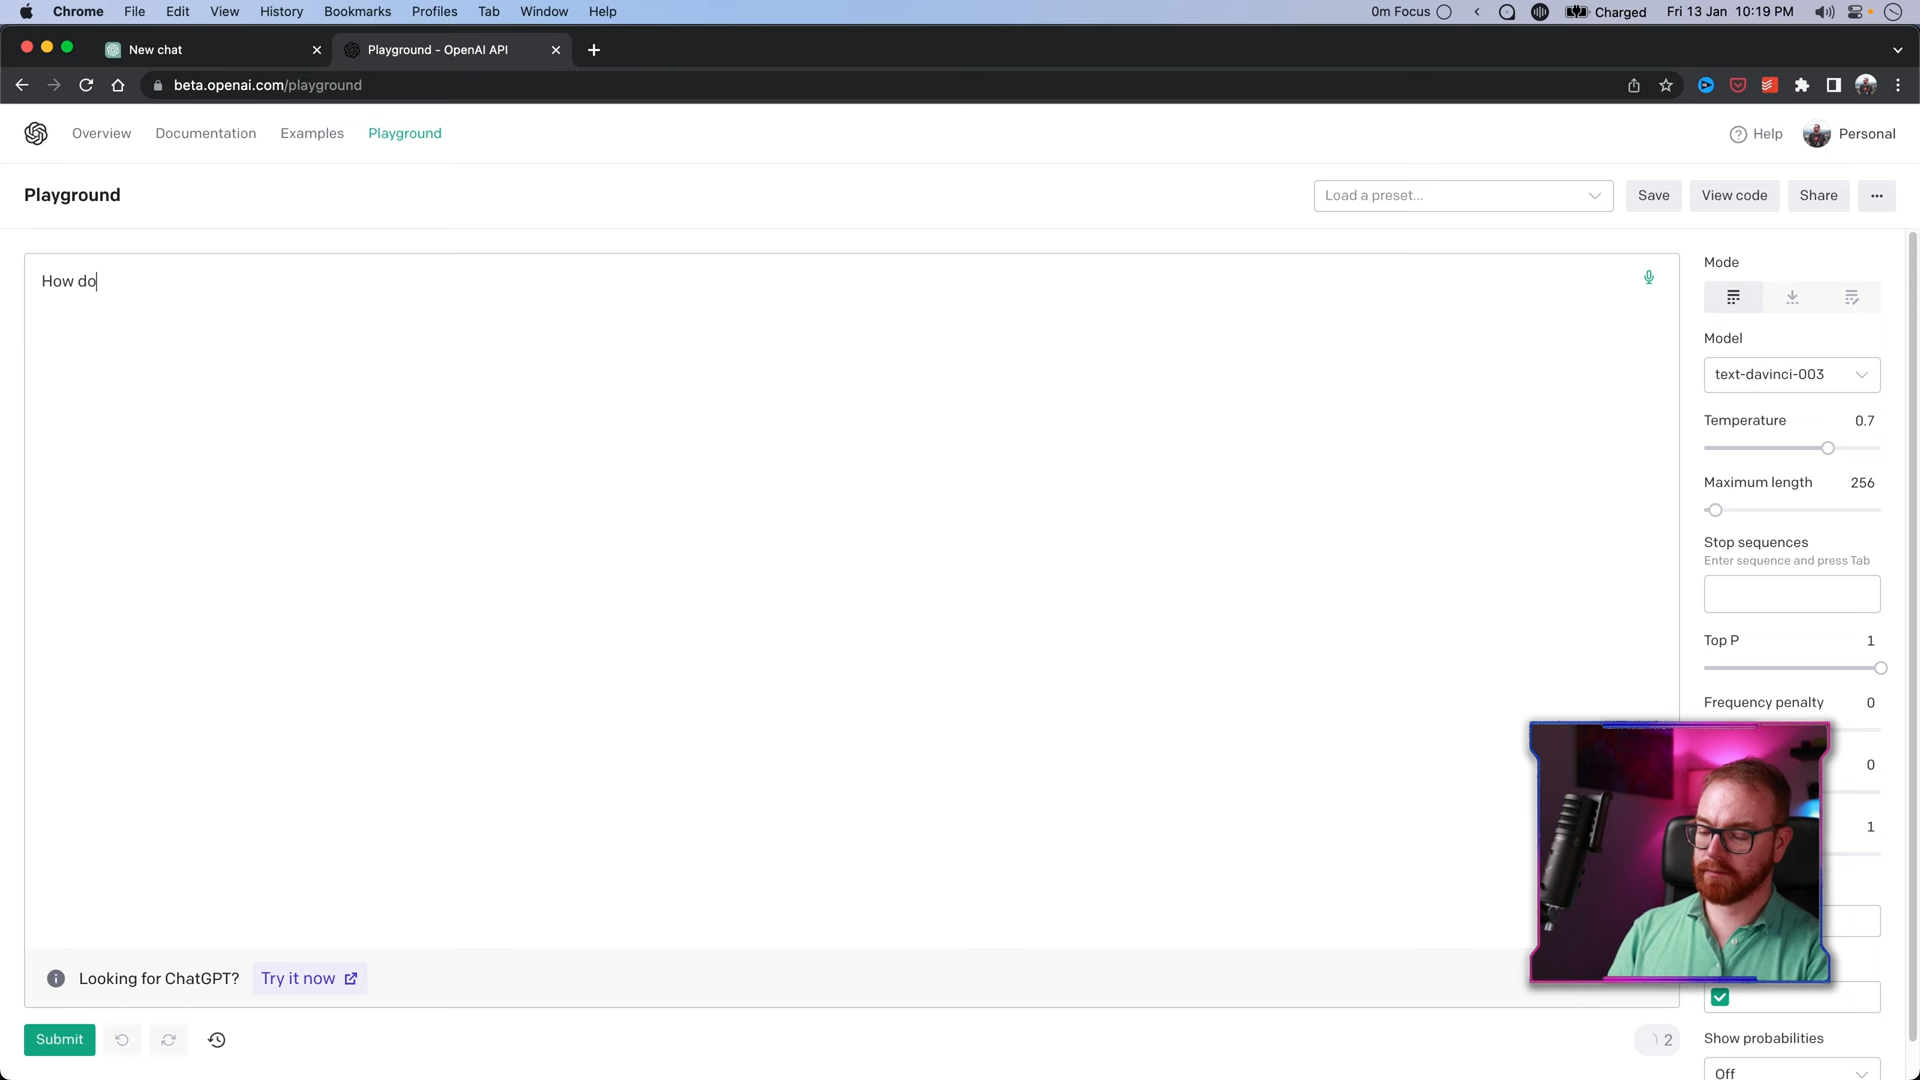 Chrome File Edit View History Bookmarks Profiles Tab Window Help 0m Focus Charged Fri 13 Jan 10:19 PM
New chat Playground - OpenAI API
beta.openai.com/playground
Overview Documentation Examples Playground Help Personal
Playground Load a preset... Save View code Share ...
How do
Mode
Model
text-davinci-003
Temperature 0.7
Maximum length 256
Stop sequences
Enter sequence and press Tab
Top P 1
Frequency penalty 0
0
1
Looking for ChatGPT? Try it now
Submit 2
Show probabilities
Off